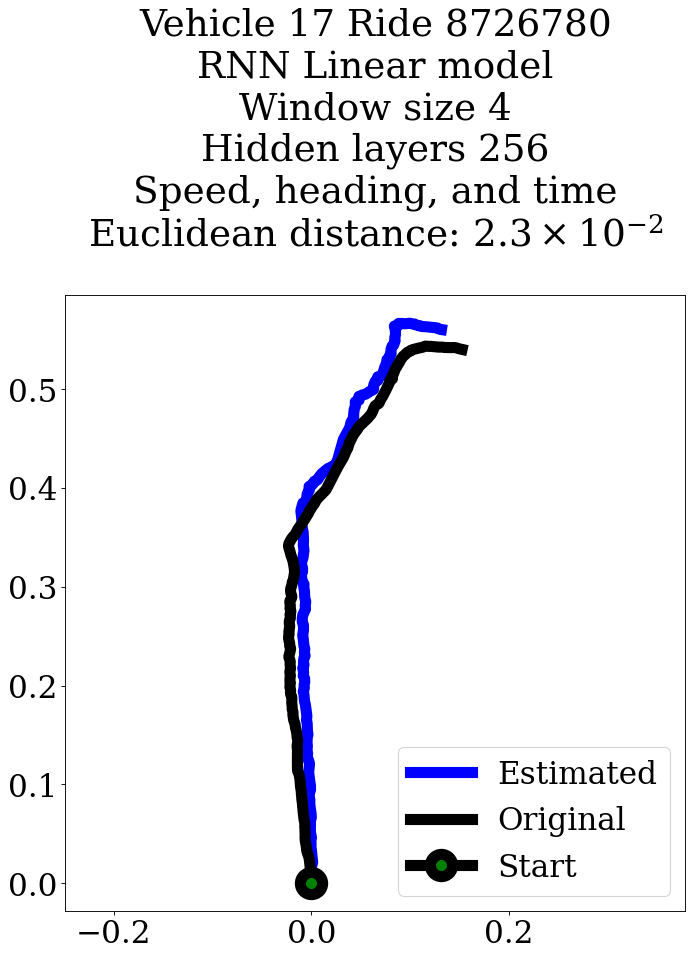 Vehicle 17 Ride 8726780
RNN Linear model
Window size 4
Hidden layers 256
Speed, heading, and time
Euclidean distance: 2.3 × 10⁻²
0.5
0.4
0.3
0.2
0.1
0.0
Estimated
Original
Start
−0.2
0.0
0.2